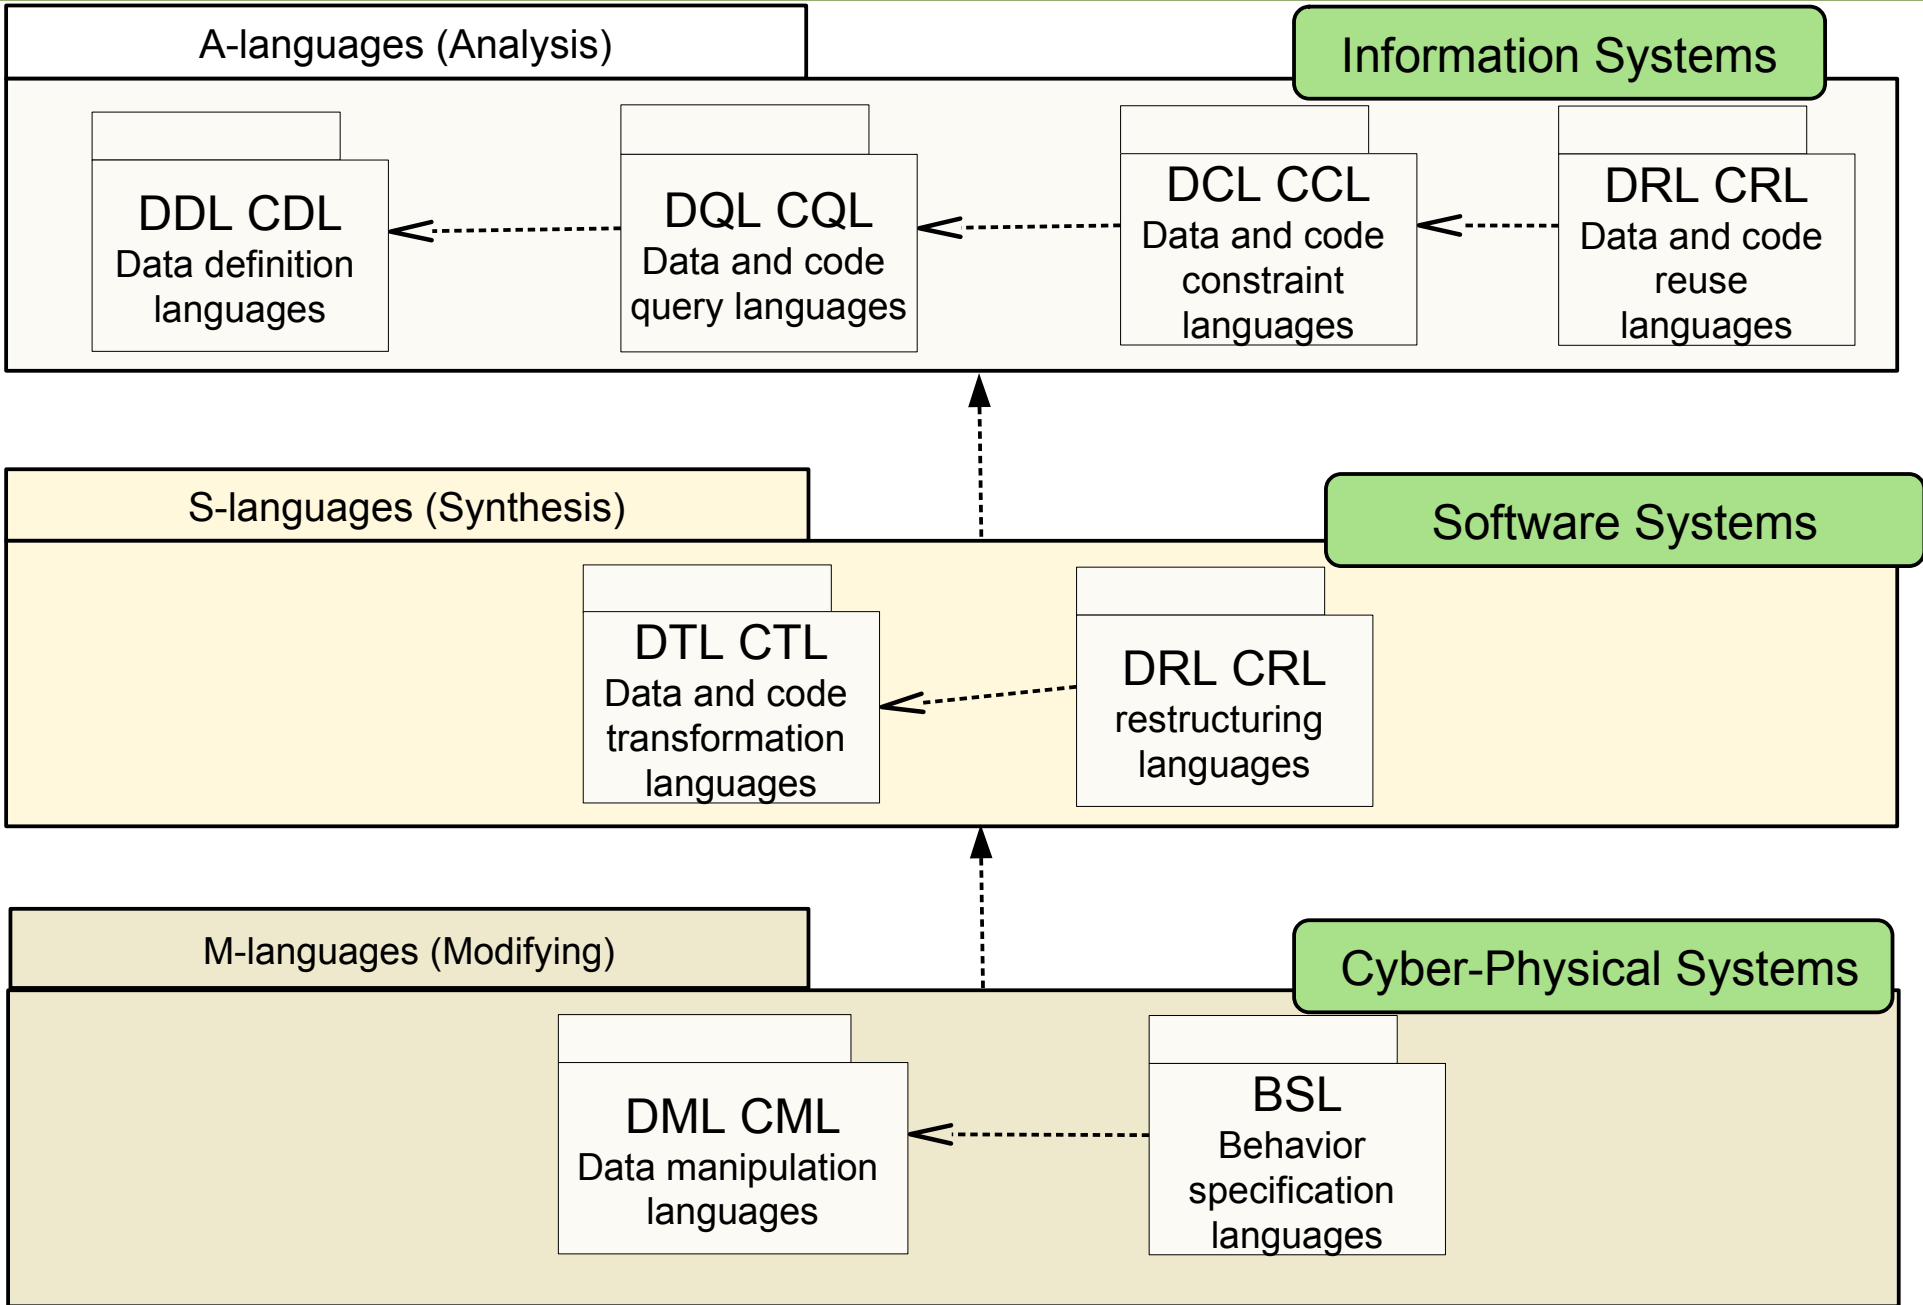 A-languages (Analysis)
Information Systems
DDL CDL
Data definition
languages
DQL CQL
Data and code
query languages
DCL CCL
Data and code
constraint
languages
DRL CRL
Data and code
reuse
languages
S-languages (Synthesis)
Software Systems
DTL CTL
Data and code
transformation
languages
DRL CRL
restructuring
languages
M-languages (Modifying)
Cyber-Physical Systems
DML CML
Data manipulation
languages
BSL
Behavior
specification
languages